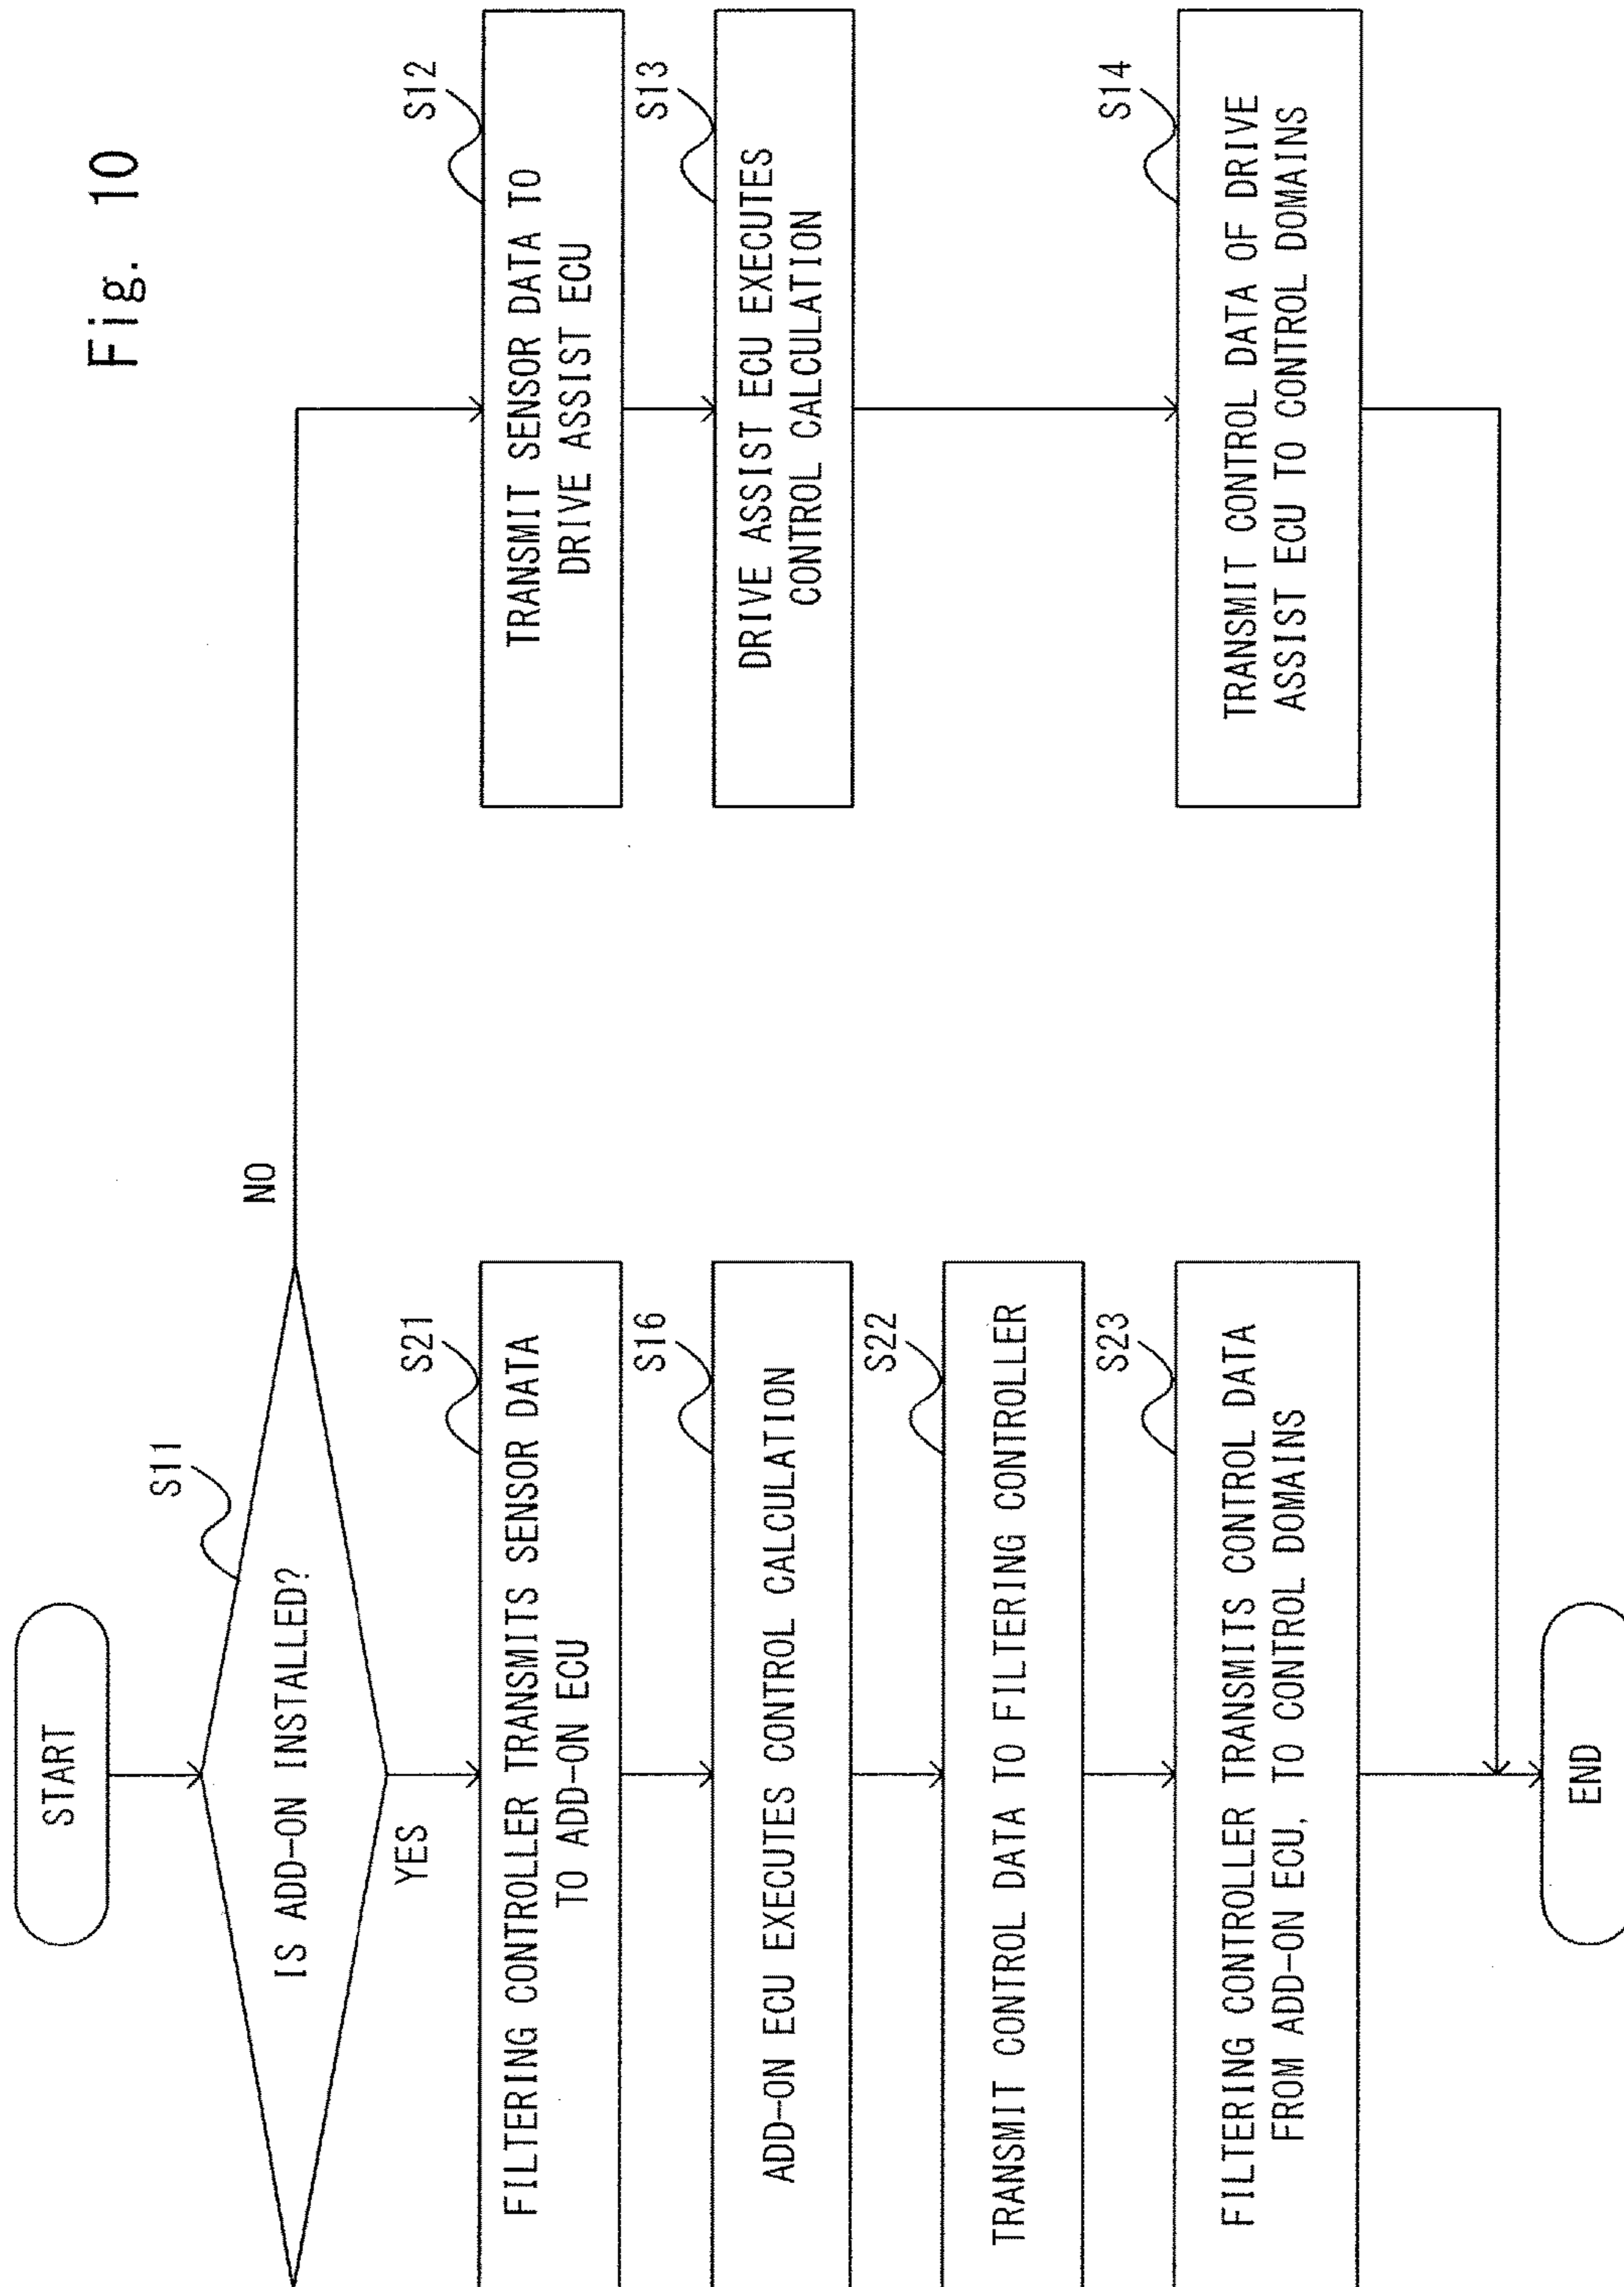 Fig. 10
START
S11
IS ADD-ON INSTALLED?
NO
YES
S21
FILTERING CONTROLLER TRANSMITS SENSOR DATA
TO ADD-ON ECU
S16
ADD-ON ECU EXECUTES CONTROL CALCULATION
S22
TRANSMIT CONTROL DATA TO FILTERING CONTROLLER
S23
FILTERING CONTROLLER TRANSMITS CONTROL DATA
FROM ADD-ON ECU, TO CONTROL DOMAINS
S12
TRANSMIT SENSOR DATA TO
DRIVE ASSIST ECU
S13
DRIVE ASSIST ECU EXECUTES
CONTROL CALCULATION
S14
TRANSMIT CONTROL DATA OF DRIVE
ASSIST ECU TO CONTROL DOMAINS
END